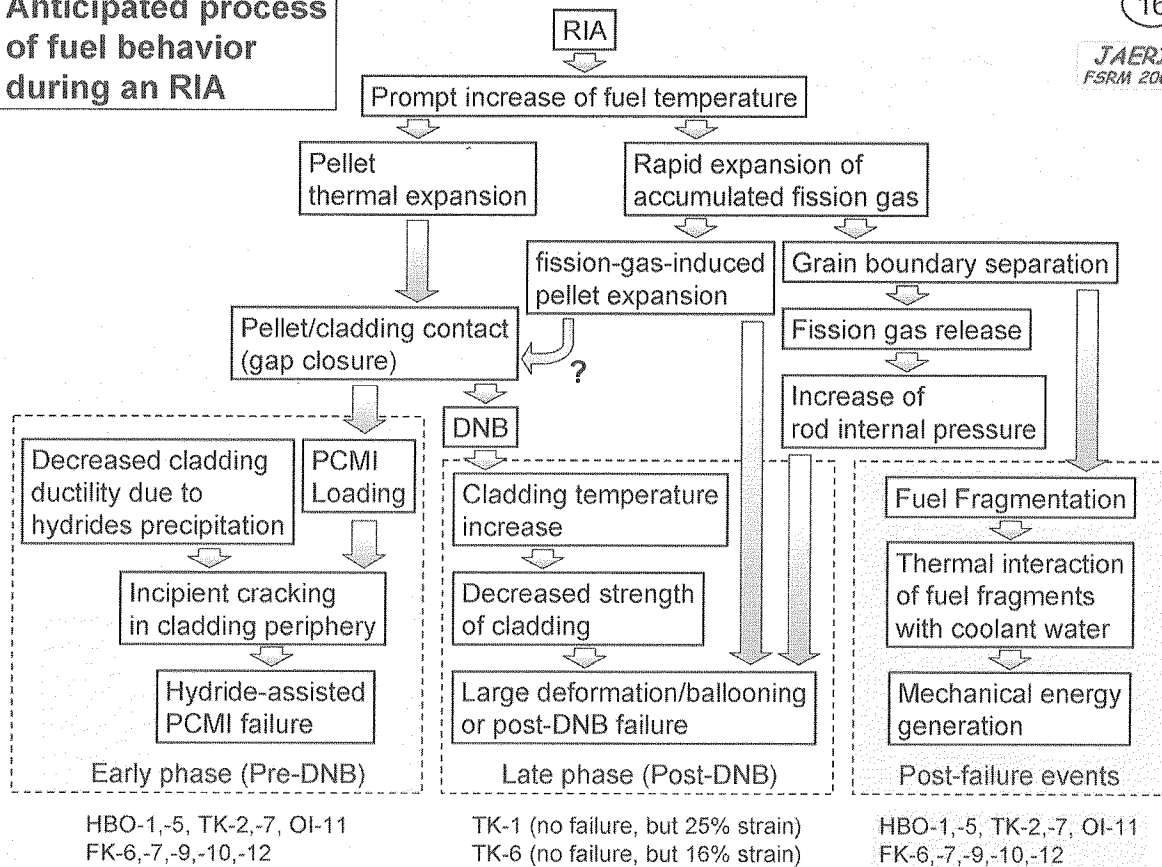 Anticipated process
of fuel behavior
during an RIA
16
JAERI
FSRM 200
RIA
Prompt increase of fuel temperature
Pellet
thermal expansion
Rapid expansion of
accumulated fission gas
fission-gas-induced
pellet expansion
Grain boundary separation
Pellet/cladding contact
(gap closure)
?
Fission gas release
Increase of
rod internal pressure
DNB
Decreased cladding
ductility due to
hydrides precipitation
PCMI
Loading
Cladding temperature
increase
Fuel Fragmentation
Incipient cracking
in cladding periphery
Decreased strength
of cladding
Thermal interaction
of fuel fragments
with coolant water
Hydride-assisted
PCMI failure
Large deformation/ballooning
or post-DNB failure
Mechanical energy
generation
Early phase (Pre-DNB)
Late phase (Post-DNB)
Post-failure events
HBO-1,-5, TK-2,-7, OI-11
FK-6,-7,-9,-10,-12
TK-1 (no failure, but 25% strain)
TK-6 (no failure, but 16% strain)
HBO-1,-5, TK-2,-7, OI-11
FK-6,-7,-9,-10,-12